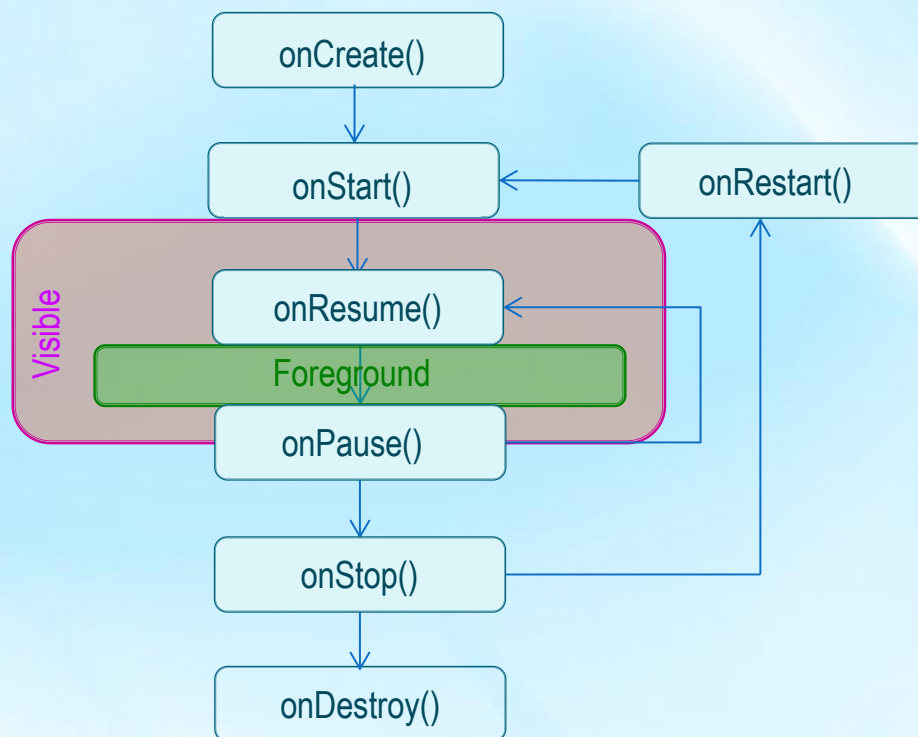 onCreate()
onStart()
onRestart()
Visible
onResume()
Foreground
onPause()
onStop()
onDestroy()